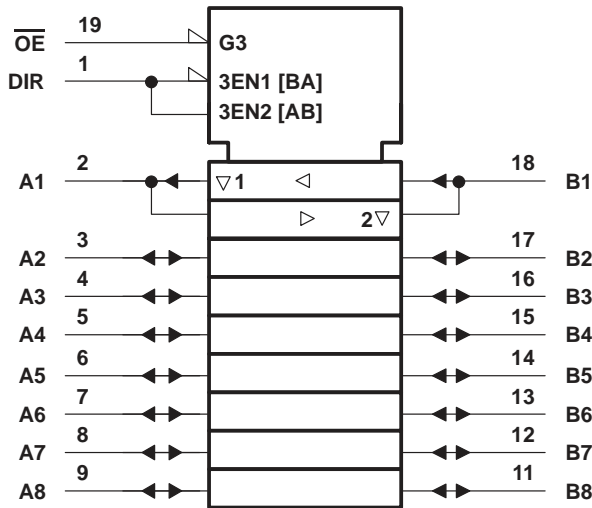 19
OE
G3
1
DIR
3EN1 [BA]
3EN2 [AB]
2
18
A1
▽1
◁
B1
▷
2▽
3
17
A2
B2
4
16
A3
B3
5
15
A4
B4
6
14
A5
B5
7
13
A6
B6
8
12
A7
B7
9
11
A8
B8